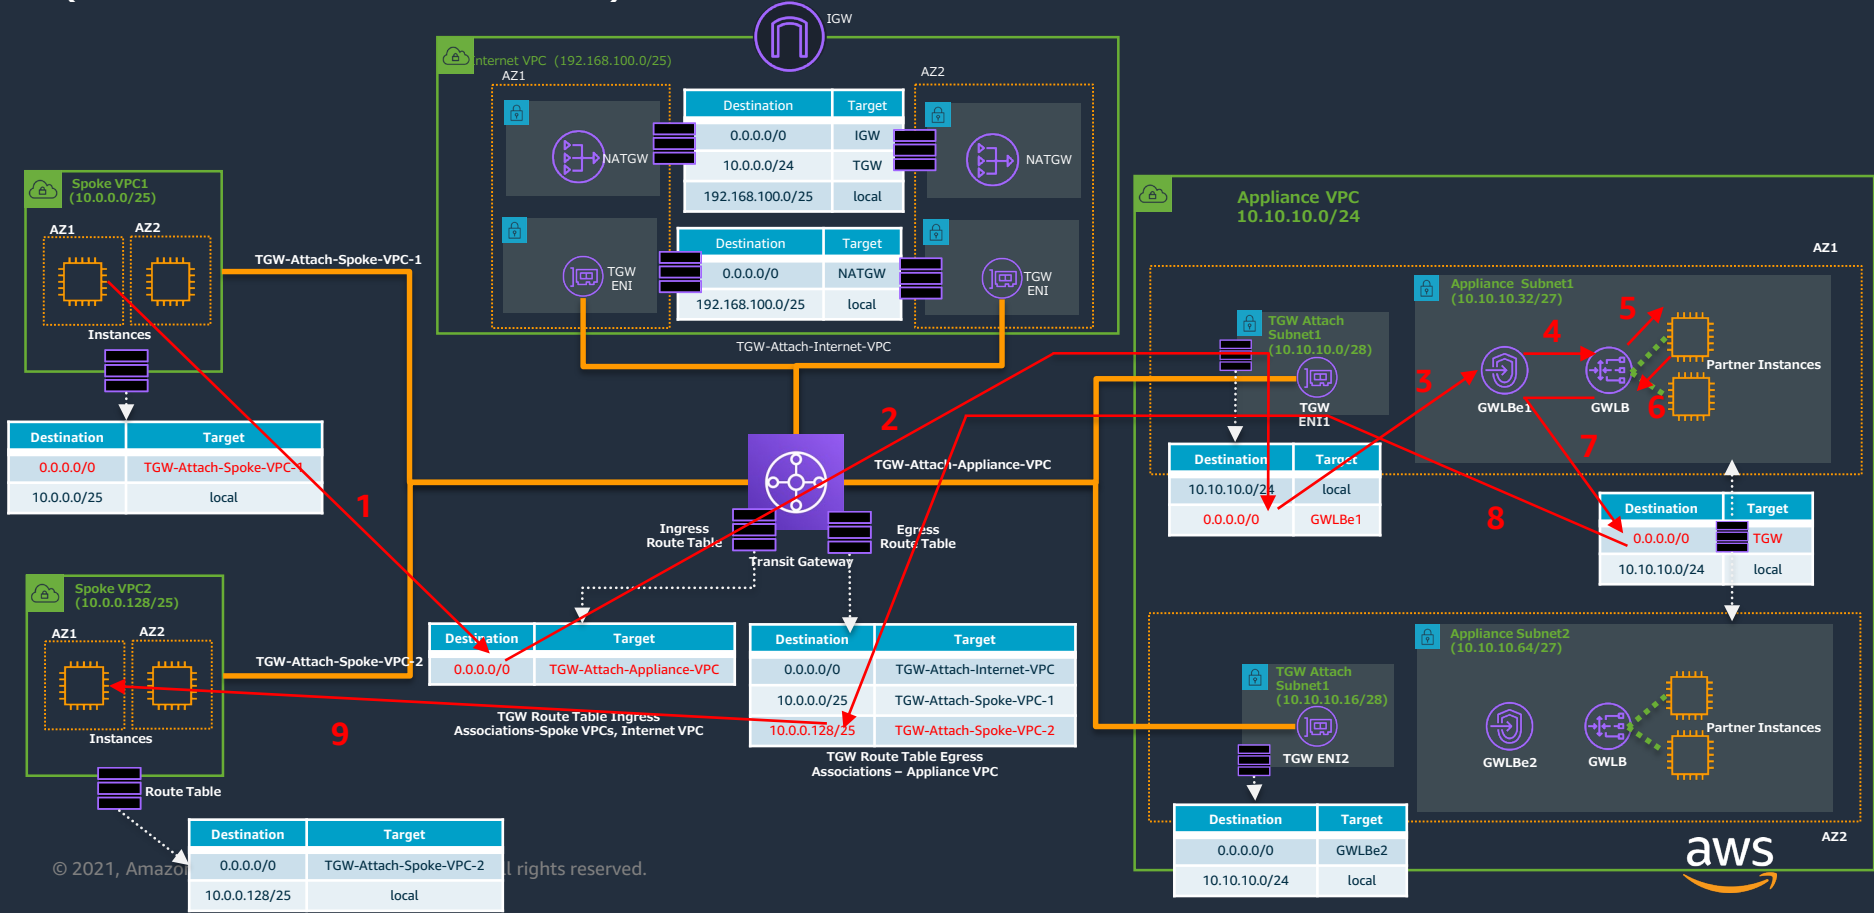 IGW
Internet VPC (192.168.100.0/25)
AZ1
AZ2
NATGW
Destination Target
0.0.0.0/0 IGW
10.0.0.0/24 TGW
192.168.100.0/25 local
NATGW
TGW
ENI
Destination Target
0.0.0.0/0 NATGW
192.168.100.0/25 local
TGW
ENI
TGW-Attach-Internet-VPC
Spoke VPC1
(10.0.0.0/25)
AZ1
AZ2
Instances
TGW-Attach-Spoke-VPC-1
Destination Target
0.0.0.0/0 TGW-Attach-Spoke-VPC-1
10.0.0.0/25 local
1
2
TGW-Attach-Appliance-VPC
Ingress
Route Table
Egress
Route Table
Transit Gateway
Spoke VPC2
(10.0.0.128/25)
AZ1
AZ2
Instances
TGW-Attach-Spoke-VPC-2
Route Table
Destination Target
0.0.0.0/0 TGW-Attach-Spoke-VPC-2
10.0.0.128/25 local
Destination Target
0.0.0.0/0 TGW-Attach-Appliance-VPC
TGW Route Table Ingress
Associations-Spoke VPCs, Internet VPC
9
Destination Target
0.0.0.0/0 TGW-Attach-Internet-VPC
10.0.0.0/25 TGW-Attach-Spoke-VPC-1
10.0.0.128/25 TGW-Attach-Spoke-VPC-2
TGW Route Table Egress
Associations – Appliance VPC
Appliance VPC
10.10.10.0/24
AZ1
TGW Attach
Subnet1
(10.10.10.0/28)
TGW
ENI1
Destination Target
10.10.10.0/24 local
0.0.0.0/0 GWLBe1
Appliance Subnet1
(10.10.10.32/27)
3
4
5
6
7
8
GWLBe1
GWLB
Partner Instances
Destination Target
0.0.0.0/0 TGW
10.10.10.0/24 local
TGW Attach
Subnet1
(10.10.10.16/28)
TGW ENI2
Destination Target
0.0.0.0/0 GWLBe2
10.10.10.0/24 local
Appliance Subnet2
(10.10.10.64/27)
GWLBe2
GWLB
Partner Instances
AZ2
© 2021, Amazo
rights reserved.
aws